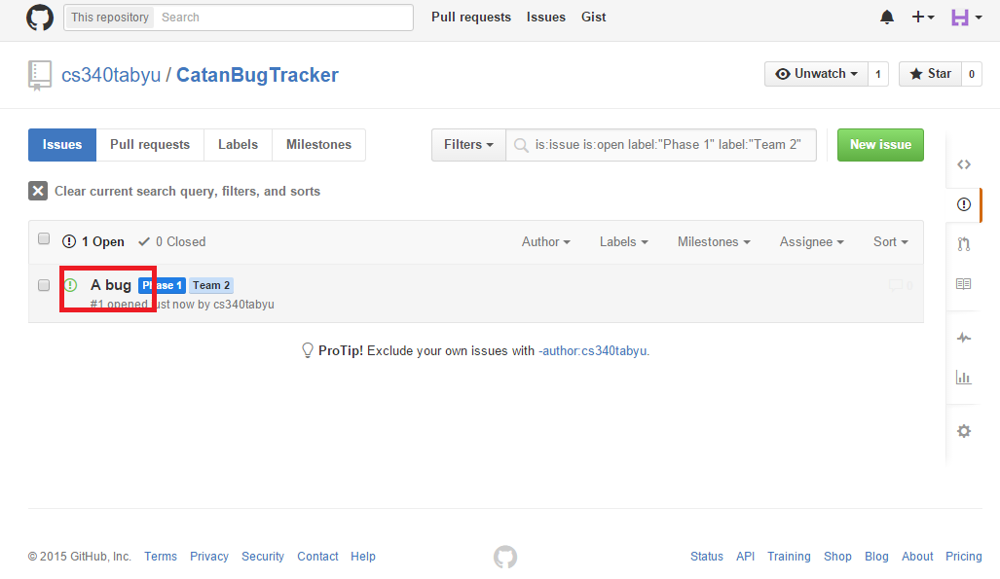 This repository Search Pull requests Issues Gist
cs340tabyu / CatanBugTracker Unwatch 1 Star 0
Issues Pull requests Labels Milestones Filters is:issue is:open label:"Phase 1" label:"Team 2" New issue
Clear current search query, filters, and sorts
1 Open 0 Closed Author Labels Milestones Assignee Sort
A bug Phase 1 Team 2 0
#1 opened just now by cs340tabyu
ProTip! Exclude your own issues with -author:cs340tabyu.
© 2015 GitHub, Inc. Terms Privacy Security Contact Help Status API Training Shop Blog About Pricing